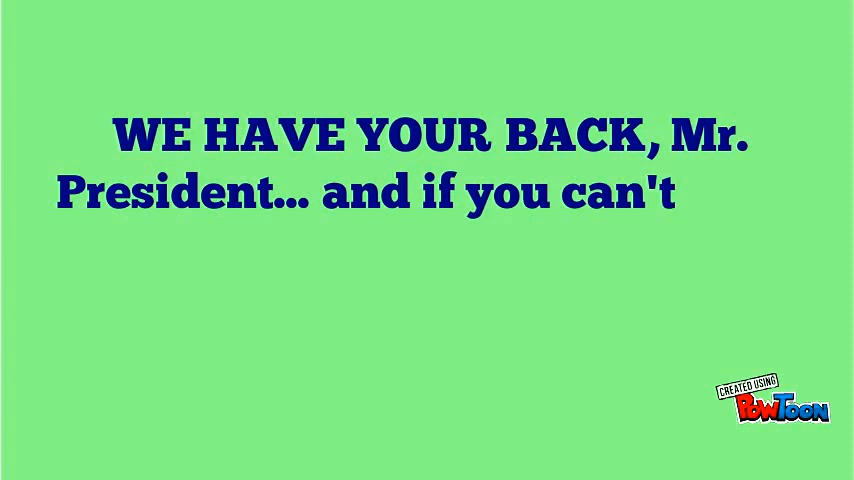 WE HAVE YOUR BACK, Mr.
President... and if you can't
CREATED USING
POWTOON